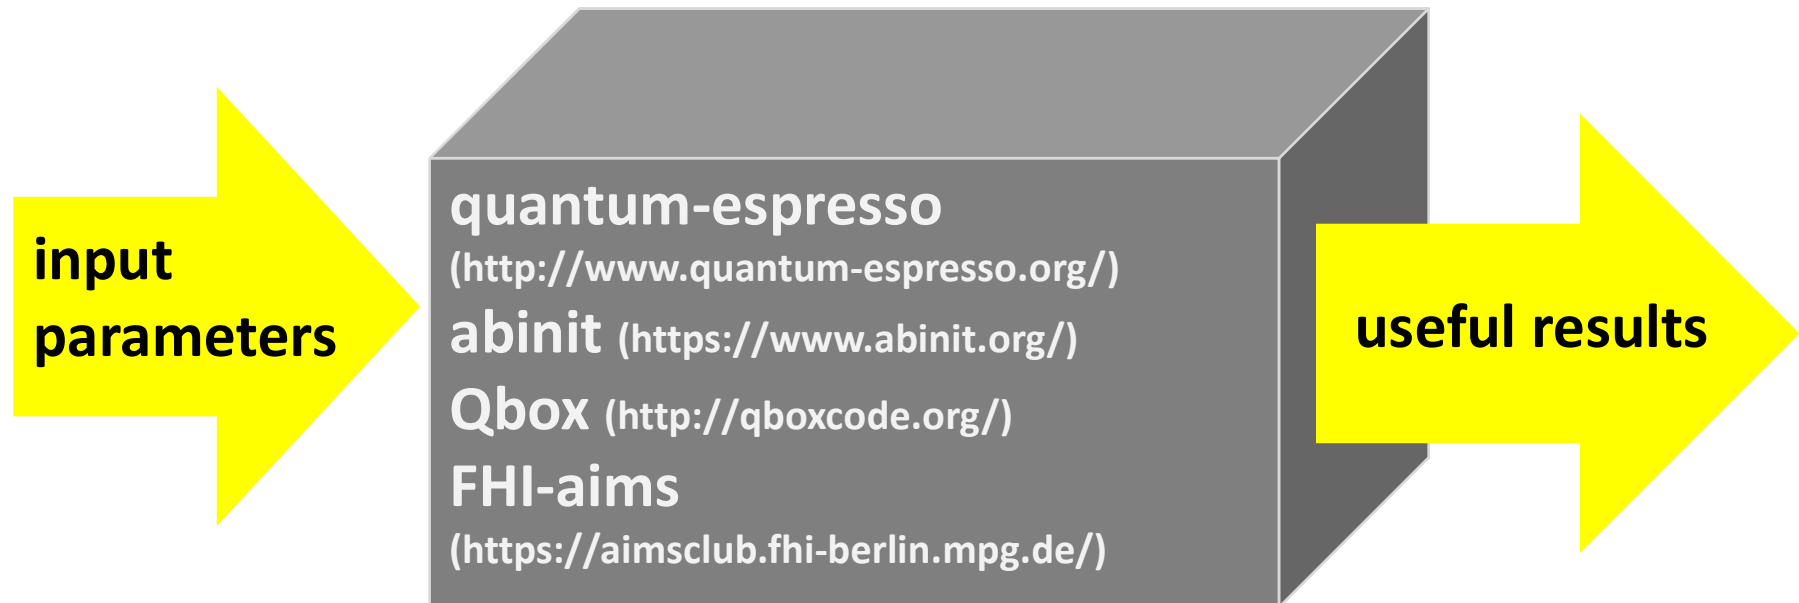 input
parameters
quantum-espresso
(http://www.quantum-espresso.org/)
abinit (https://www.abinit.org/)
Qbox (http://qboxcode.org/)
FHI-aims
(https://aimsclub.fhi-berlin.mpg.de/)
useful results